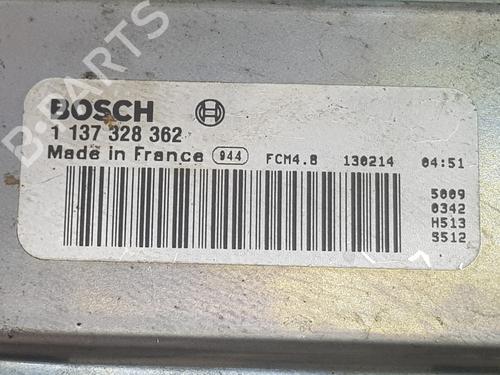 BOSCH
1 137 328 362
Made in France 944 FCM4.8 130214 04:51
5009
0342
H513
S512
B-PARTS